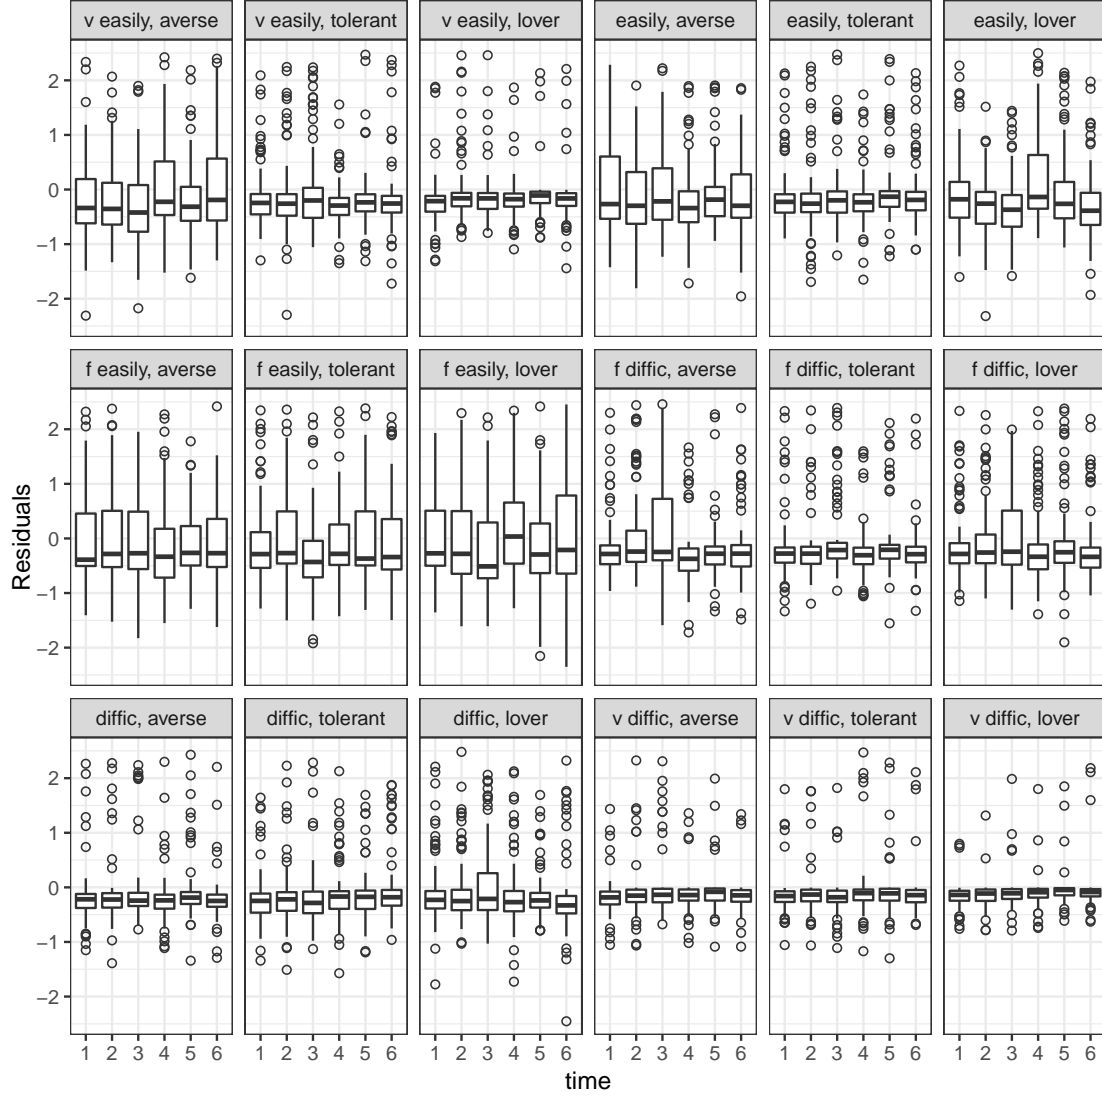 v easily, averse v easily, tolerant v easily, lover easily, averse easily, tolerant easily, lover
2
1
0
−1
−2
f easily, averse f easily, tolerant f easily, lover f diffic, averse f diffic, tolerant f diffic, lover
2
1
0
−1
−2
Residuals
diffic, averse diffic, tolerant diffic, lover v diffic, averse v diffic, tolerant v diffic, lover
2
1
0
−1
−2
1 2 3 4 5 6 1 2 3 4 5 6 1 2 3 4 5 6 1 2 3 4 5 6 1 2 3 4 5 6 1 2 3 4 5 6
time